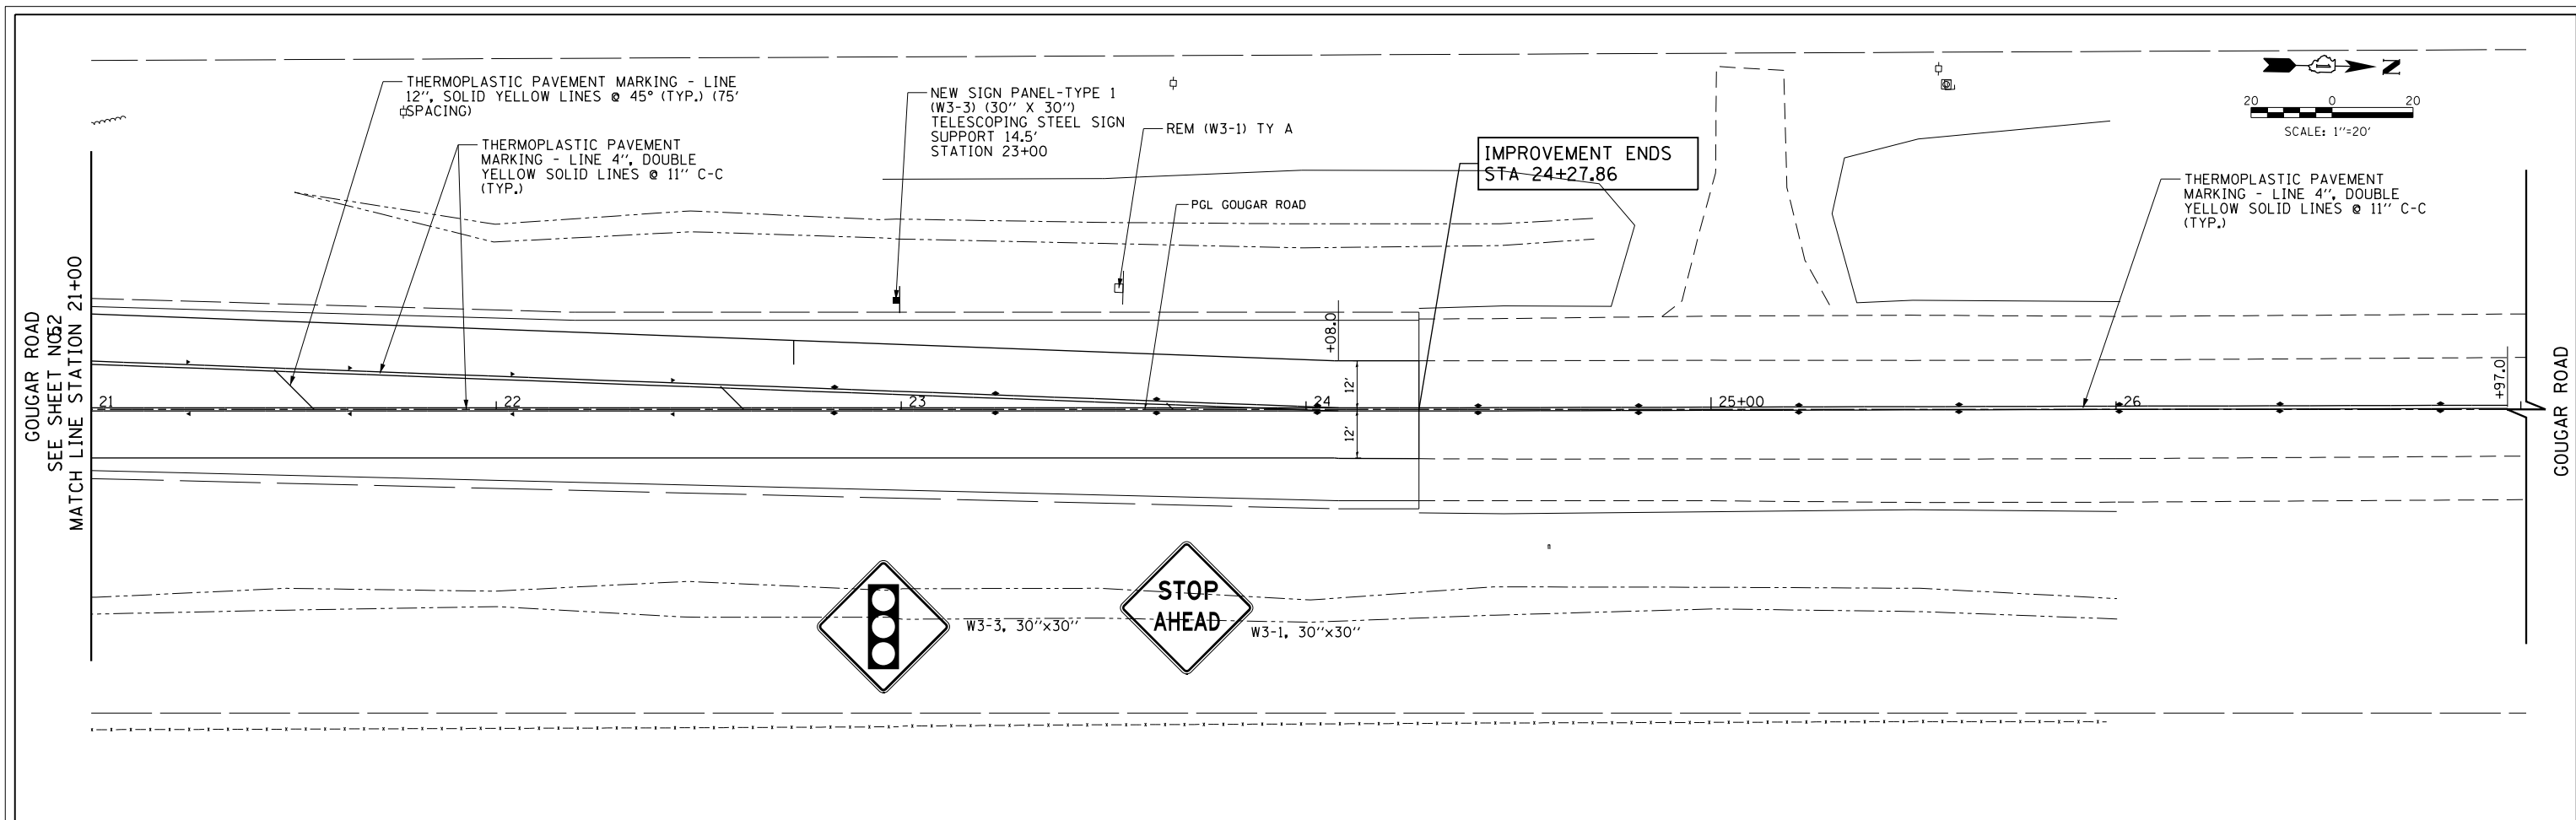 THERMOPLASTIC PAVEMENT MARKING - LINE
12", SOLID YELLOW LINES @ 45° (TYP.) (75'
SPACING)
THERMOPLASTIC PAVEMENT
MARKING - LINE 4", DOUBLE
YELLOW SOLID LINES @ 11" C-C
(TYP.)
NEW SIGN PANEL-TYPE 1
(W3-3) (30" X 30")
TELESCOPING STEEL SIGN
SUPPORT 14.5'
STATION 23+00
REM (W3-1) TY A
PGL GOUGAR ROAD
IMPROVEMENT ENDS
STA 24+27.86
N
20 0 20
SCALE: 1"=20'
THERMOPLASTIC PAVEMENT
MARKING - LINE 4", DOUBLE
YELLOW SOLID LINES @ 11" C-C
(TYP.)
GOUGAR ROAD
SEE SHEET NO
MATCH LINE STATION 21+00
+08.0
12'
12'
+97.0
21 22 23 24 25+00 26
GOUGAR ROAD
W3-3, 30"x30"
STOP
AHEAD
W3-1, 30"x30"